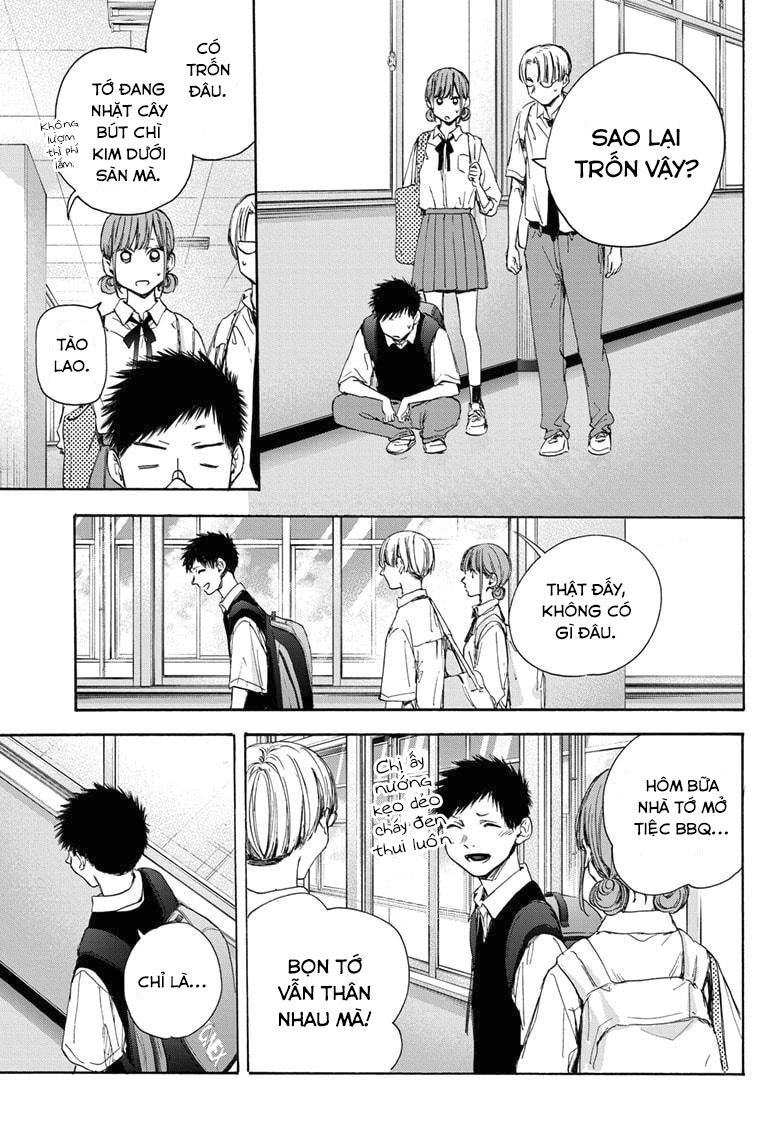 SAO LẠI
TRỐN VẬY?
CÓ
TRỐN
ĐÂU.
TỚ ĐANG
NHẶT CÂY
BÚT CHÌ
KIM DƯỚI
SÀN MÀ.
Không
lượm
thì phí
lắm.
TÀO
LAO.
THẬT ĐẤY,
KHÔNG CÓ
GÌ ĐÂU.
HÔM BỮA
NHÀ TỚ MỞ
TIỆC BBQ...
Chị ấy
nướng
kẹo dẻo
cháy đen
thui luôn
BỌN TỚ
VẪN THÂN
NHAU MÀ!
CHỈ LÀ...
CNEX